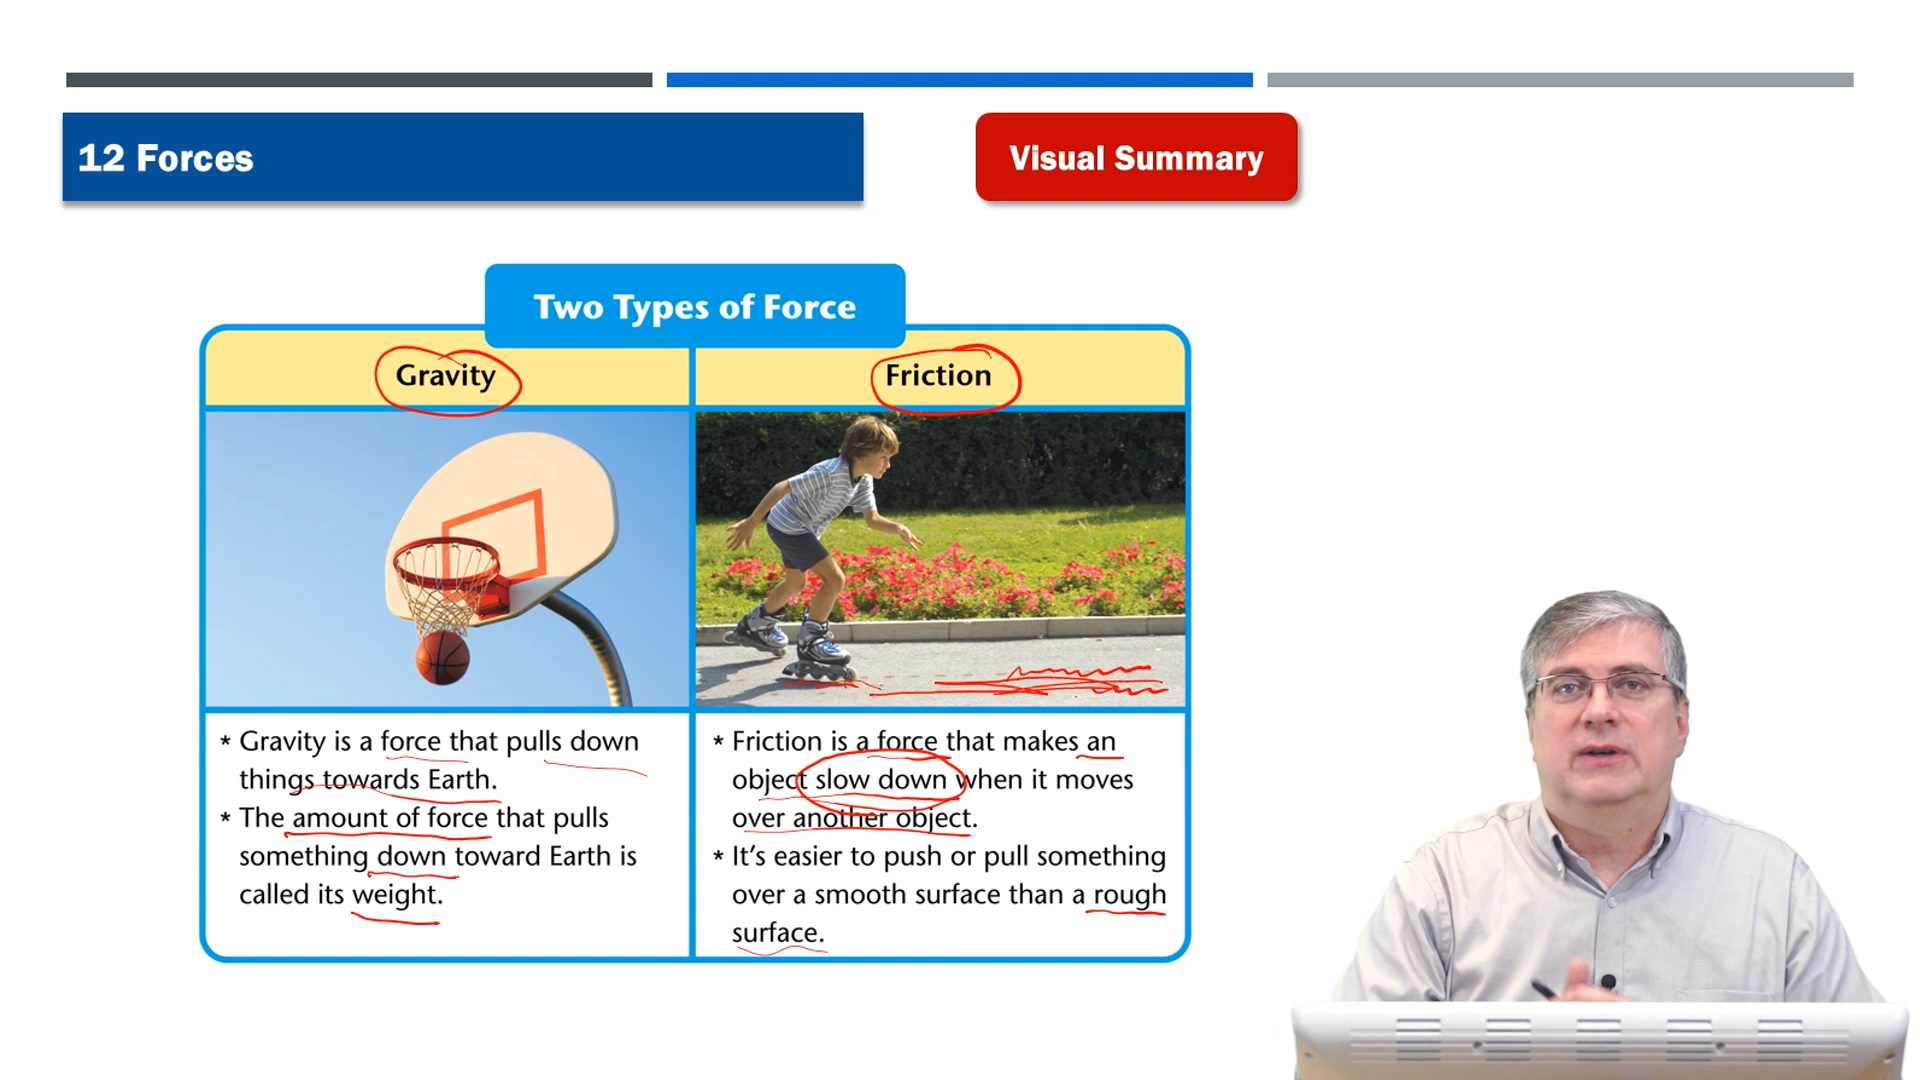 12 Forces
Visual Summary
Two Types of Force
Gravity
Friction
* Gravity is a force that pulls down
things towards Earth.
* The amount of force that pulls
something down toward Earth is
called its weight.
* Friction is a force that makes an
object slow down when it moves
over another object.
* It's easier to push or pull something
over a smooth surface than a rough
surface.